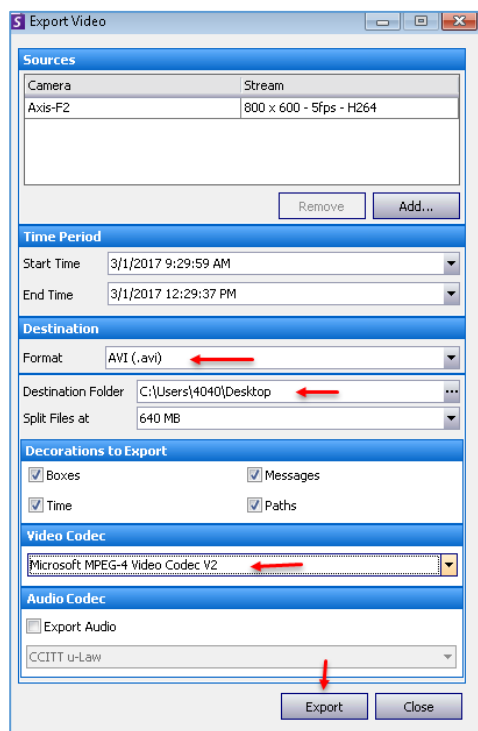 S Export Video
Sources
Camera Stream
Axis-F2 800 x 600 - 5fps - H264
Remove Add...
Time Period
Start Time 3/1/2017 9:29:59 AM
End Time 3/1/2017 12:29:37 PM
Destination
Format AVI (.avi)
Destination Folder C:\Users\4040\Desktop ...
Split Files at 640 MB
Decorations to Export
Boxes Messages
Time Paths
Video Codec
Microsoft MPEG-4 Video Codec V2
Audio Codec
Export Audio
CCITT u-Law
Export Close